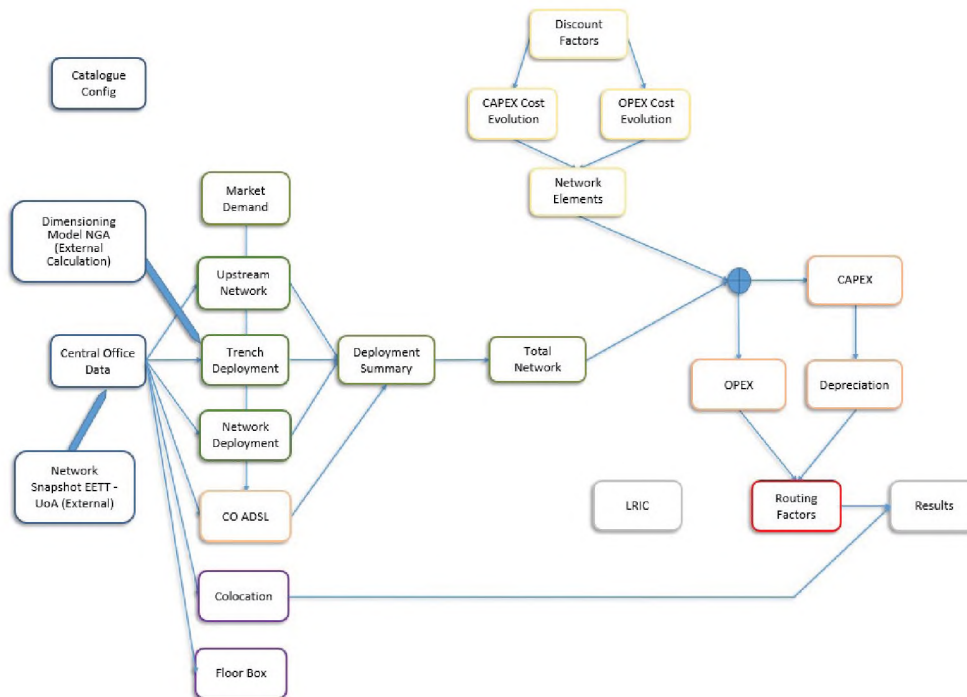 Discount
Factors
Catalogue
Config
CAPEX Cost
Evolution
OPEX Cost
Evolution
Market
Demand
Network
Elements
Dimensioning
Model NGA
(External
Calculation)
Upstream
Network
CAPEX
Central Office
Data
Trench
Deployment
Deployment
Summary
Total
Network
OPEX
Depreciation
Network
Deployment
Network
Snapshot EETT -
UoA (External)
CO ADSL
LRIC
Routing
Factors
Results
Colocation
Floor Box